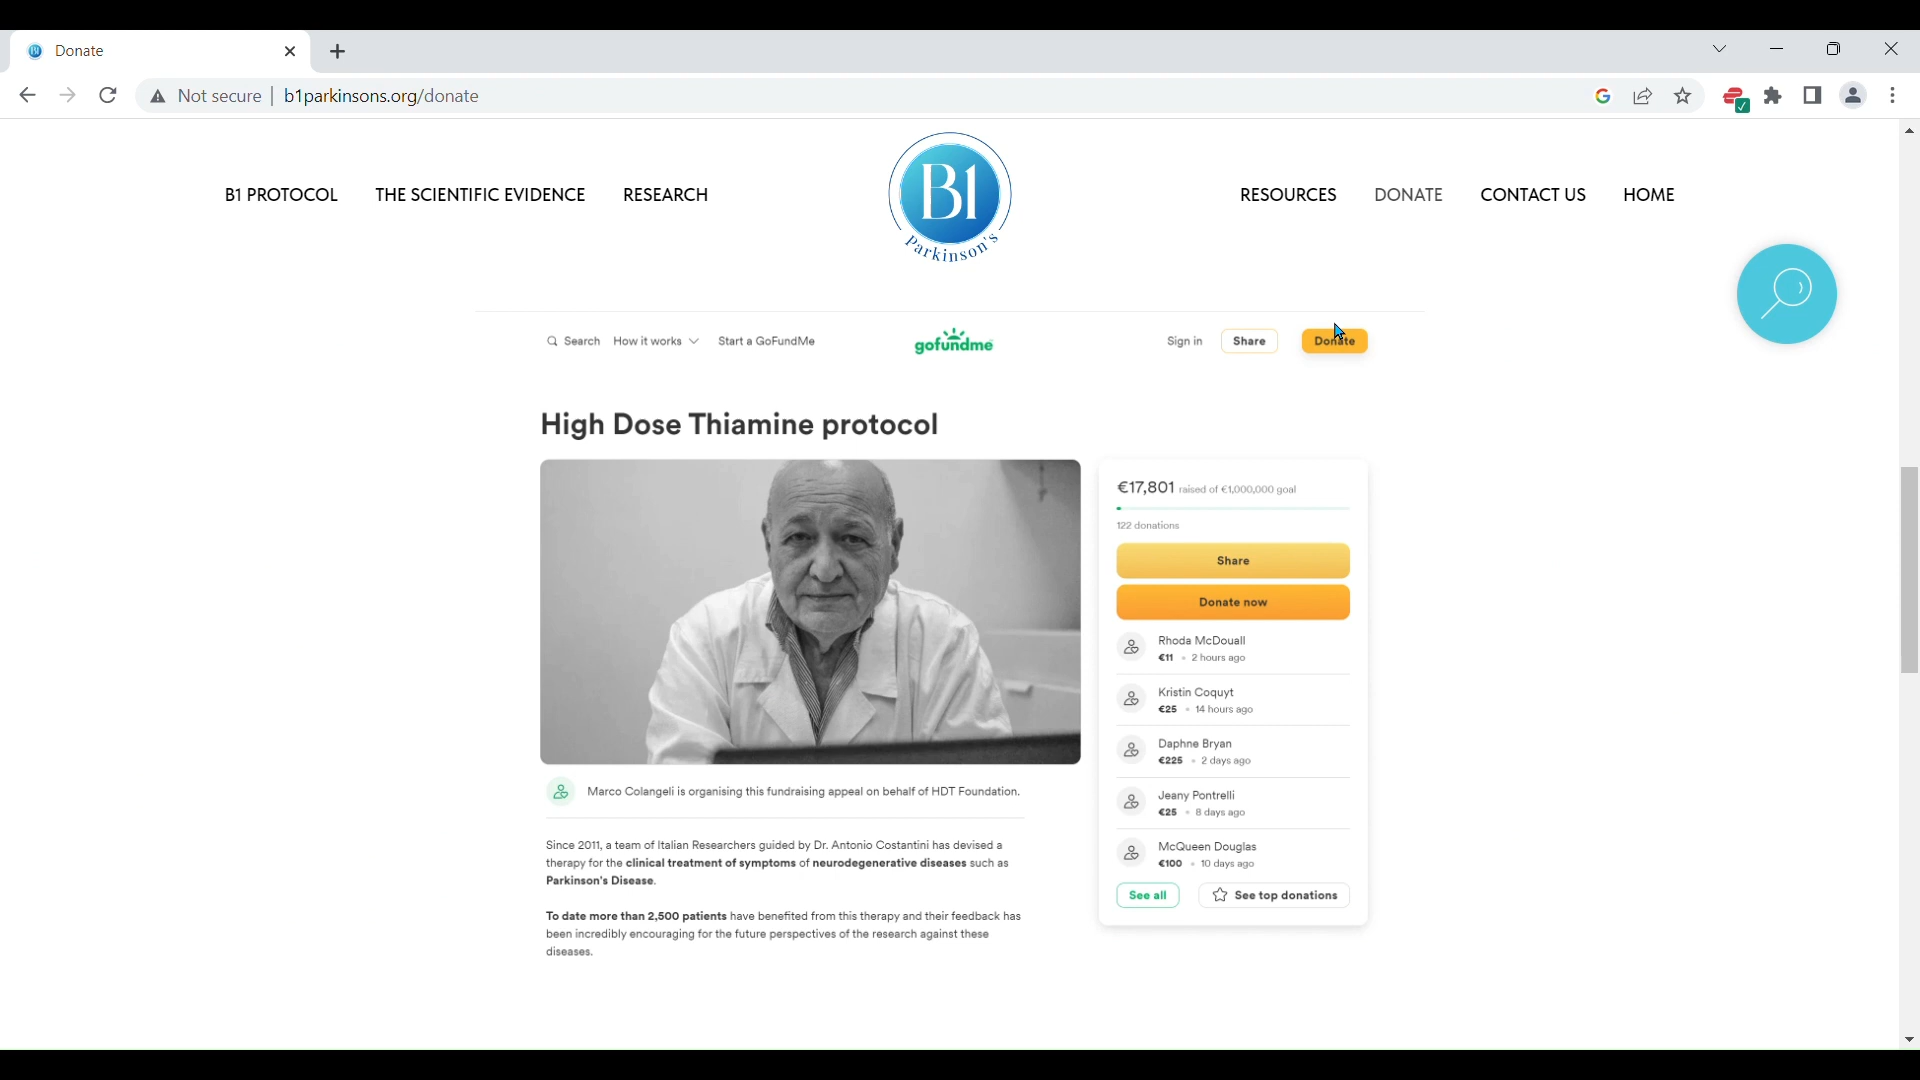 Donate
Not secure
b1parkinsons.org/donate
B1 PROTOCOL
THE SCIENTIFIC EVIDENCE
RESEARCH
B1
Parkinson's
RESOURCES
DONATE
CONTACT US
HOME
Search
How it works
Start a GoFundMe
gofundme
Sign in
Share
Donate
High Dose Thiamine protocol
€17,801 raised of €1,000,000 goal
122 donations
Share
Donate now
Rhoda McDouall
€11 • 2 hours ago
Kristin Coquyt
€25 • 14 hours ago
Daphne Bryan
€225 • 2 days ago
Jeany Pontrelli
€25 • 8 days ago
McQueen Douglas
€100 • 10 days ago
See all
See top donations
Marco Colangeli is organising this fundraising appeal on behalf of HDT Foundation.
Since 2011, a team of Italian Researchers guided by Dr. Antonio Costantini has devised a
therapy for the clinical treatment of symptoms of neurodegenerative diseases such as
Parkinson's Disease.
To date more than 2,500 patients have benefited from this therapy and their feedback has
been incredibly encouraging for the future perspectives of the research against these
diseases.